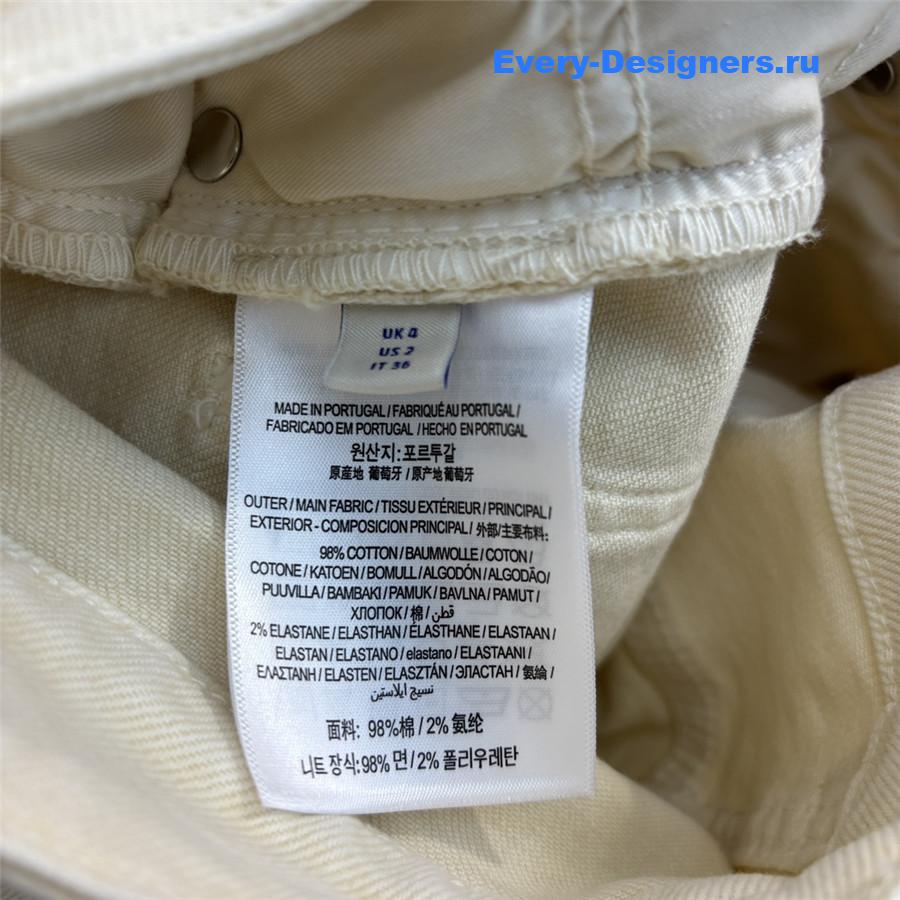 Every-Designers.ru
UK 4
US 2
IT 36
MADE IN PORTUGAL / FABRIQUÉ AU PORTUGAL /
FABRICADO EM PORTUGAL / HECHO EN PORTUGAL
원산지:포르투갈
原産地 葡萄牙 / 原产地 葡萄牙
OUTER / MAIN FABRIC / TISSU EXTÉRIEUR / PRINCIPAL /
EXTERIOR - COMPOSICION PRINCIPAL / 外部/主要布料:
98% COTTON / BAUMWOLLE / COTON /
COTONE / KATOEN / BOMULL / ALGODÓN / ALGODÃO /
PUUVILLA / BAMBAKI / PAMUK / BAVLNA / PAMUT /
ХЛОПОК / 棉 / قطن /
2% ELASTANE / ELASTHAN / ÉLASTHANE / ELASTAAN /
ELASTAN / ELASTANO / elastano / ELASTAANI /
ΕΛΑΣΤΑΝΗ / ELASTEN / ELASZTÁN / ЭЛАСТАН / 氨綸 /
نسيج ايلاستين
面料: 98%棉 / 2% 氨纶
니트 장식:98% 면 / 2% 폴리우레탄